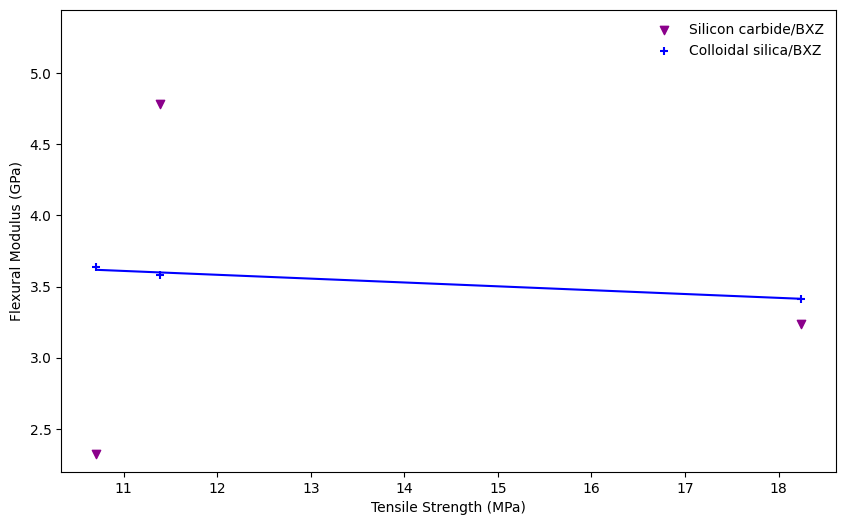 Silicon carbide/BXZ
Colloidal silica/BXZ
5.0
4.5
4.0
3.5
3.0
2.5
Flexural Modulus (GPa)
11 12 13 14 15 16 17 18
Tensile Strength (MPa)